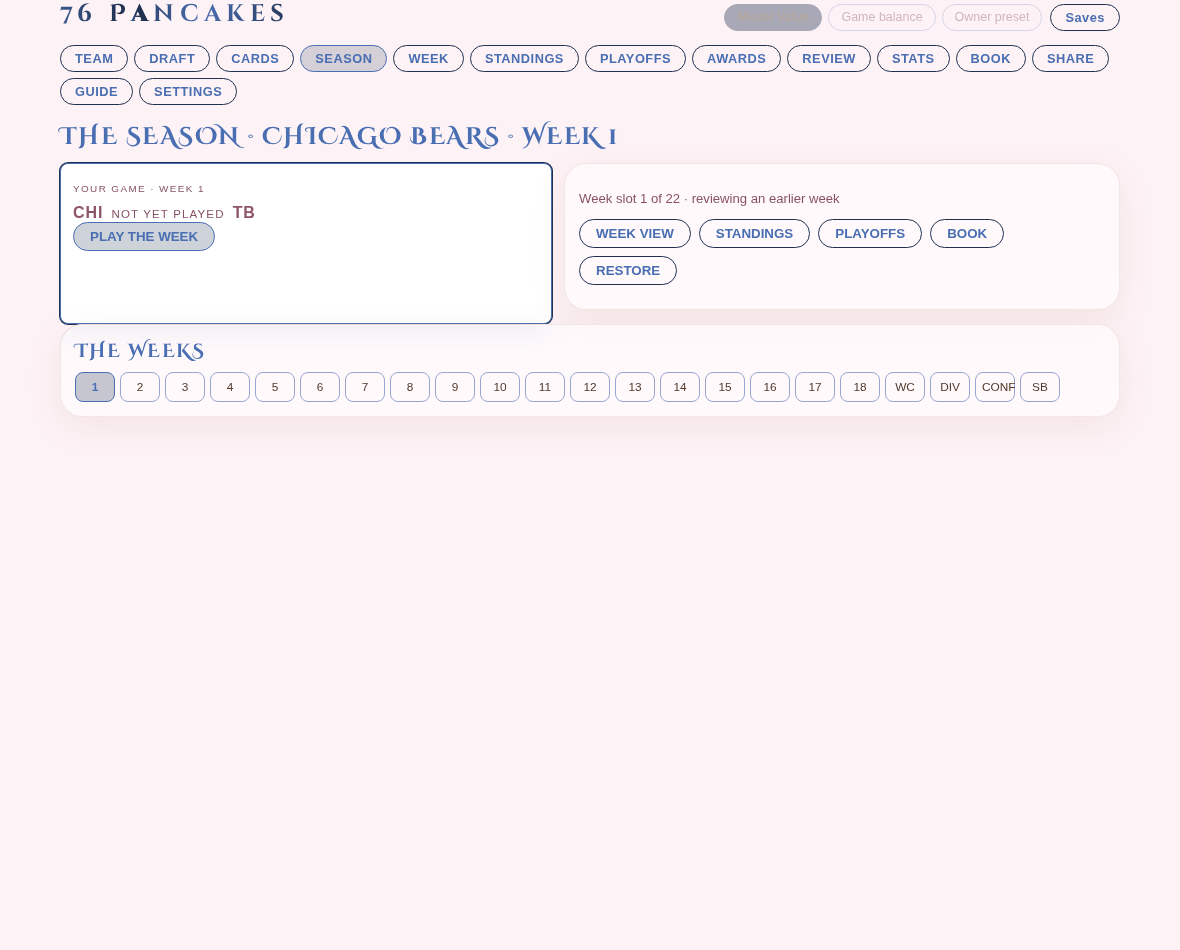 76 PANCAKES
Game balance Owner preset Saves
TEAM DRAFT CARDS SEASON WEEK STANDINGS PLAYOFFS AWARDS REVIEW STATS BOOK SHARE
GUIDE SETTINGS
THE SEASON · CHICAGO BEARS · WEEK 1
YOUR GAME · WEEK 1
CHI NOT YET PLAYED TB
PLAY THE WEEK
Week slot 1 of 22 · reviewing an earlier week
WEEK VIEW STANDINGS PLAYOFFS BOOK
RESTORE
THE WEEKS
1 2 3 4 5 6 7 8 9 10 11 12 13 14 15 16 17 18 WC DIV CONF SB